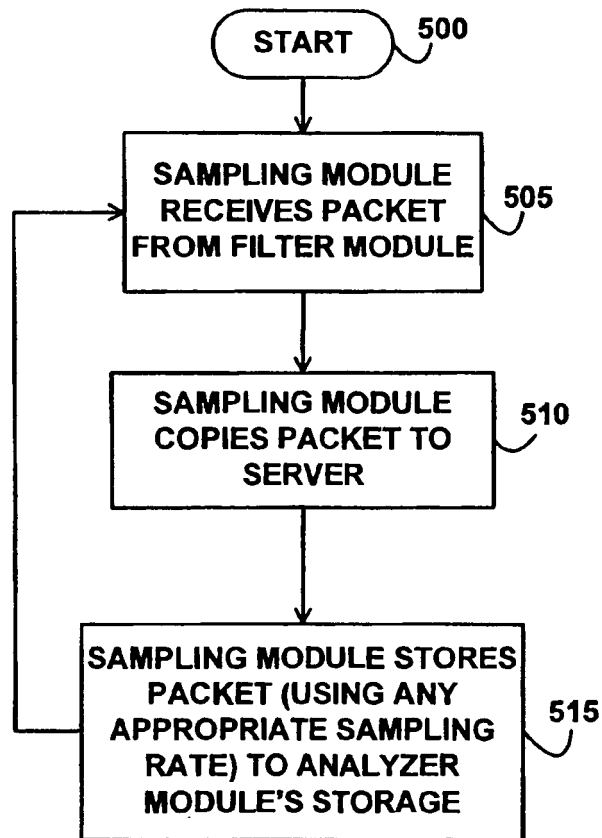 START
500
SAMPLING MODULE
RECEIVES PACKET
FROM FILTER MODULE
505
SAMPLING MODULE
COPIES PACKET TO
SERVER
510
SAMPLING MODULE STORES
PACKET (USING ANY
APPROPRIATE SAMPLING
RATE) TO ANALYZER
MODULE'S STORAGE
515